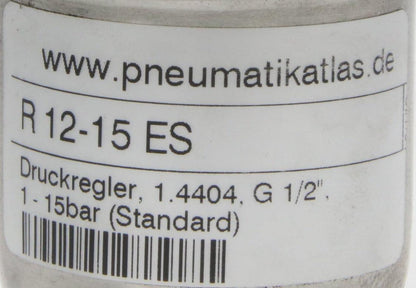 www.pneumatikatlas.de
R 12-15 ES
Druckregler, 1.4404, G 1/2",
1 - 15bar (Standard)